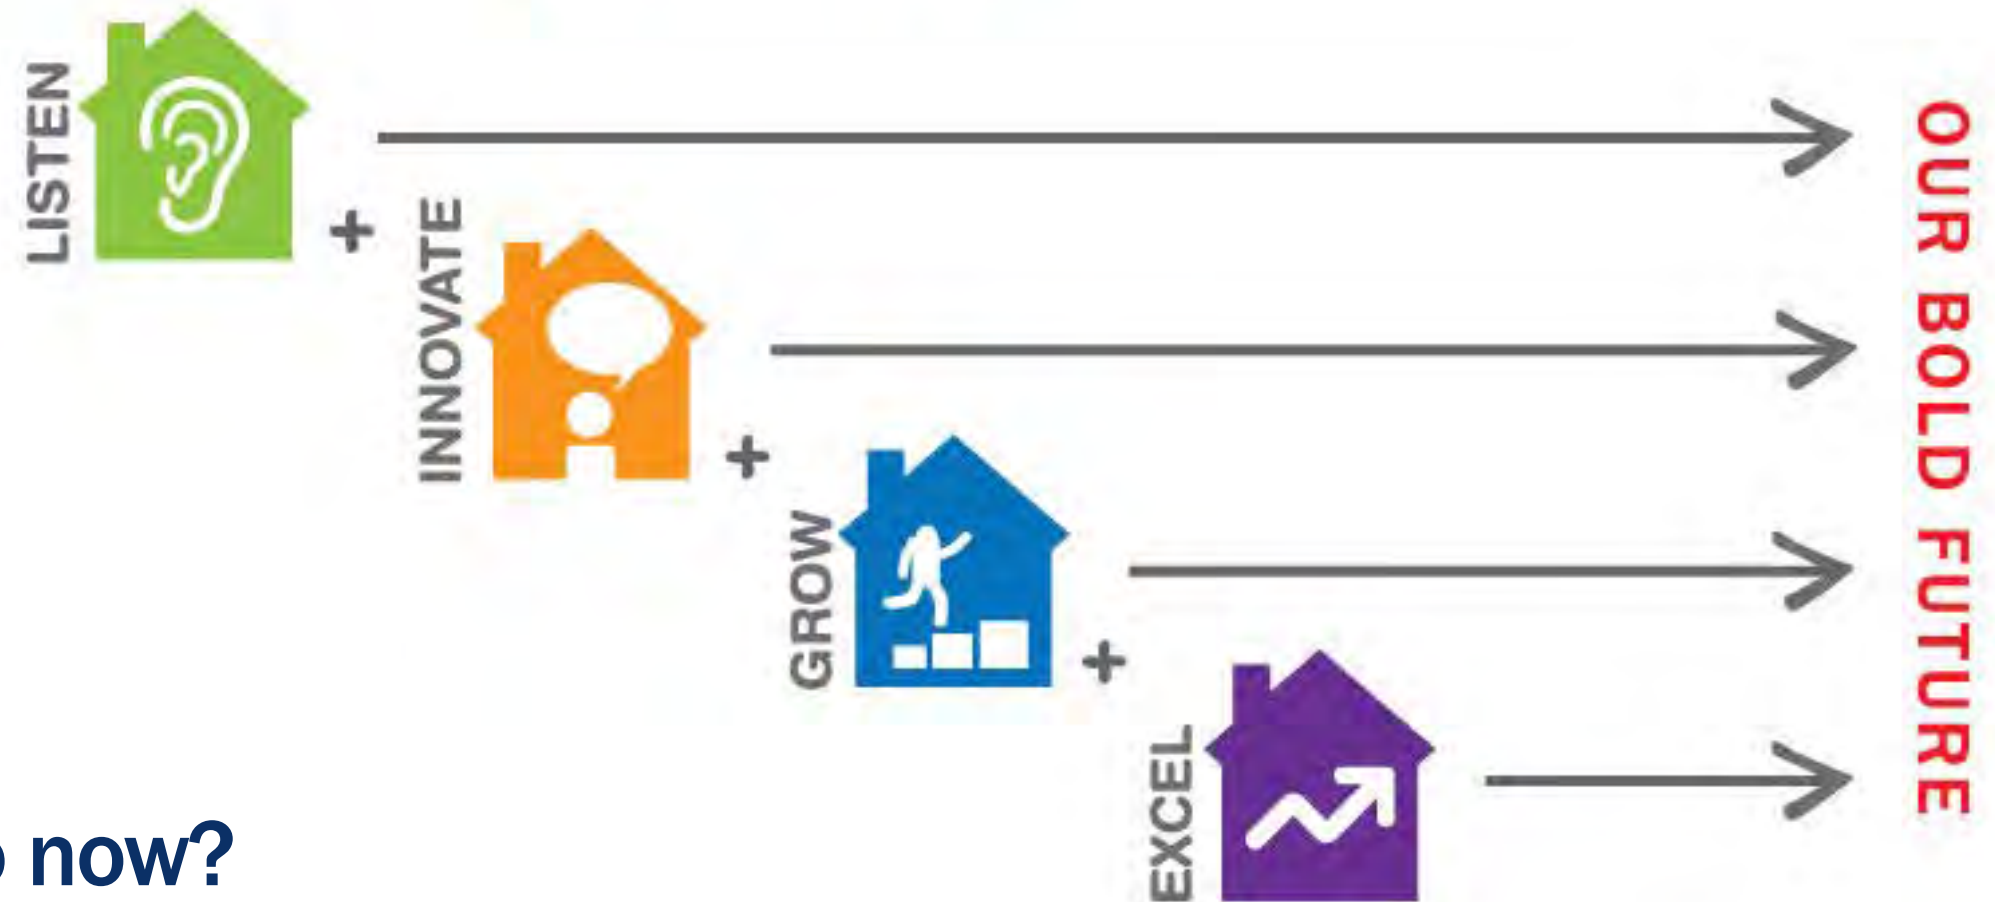 LISTEN
+
INNOVATE
+
GROW
+
EXCEL
OUR BOLD FUTURE
now?